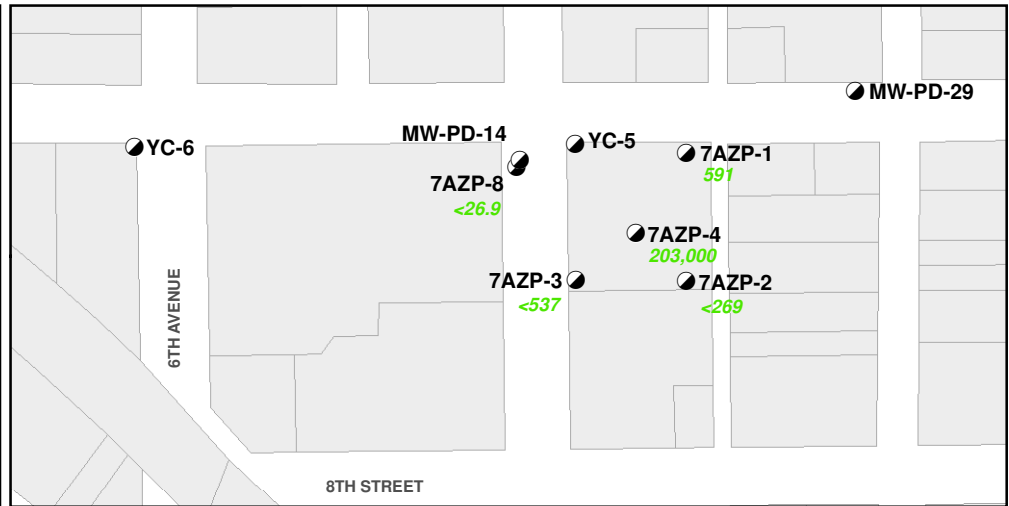 MW-PD-29
MW-PD-14
YC-5
YC-6
7AZP-1
591
7AZP-8
<26.9
7AZP-4
203,000
7AZP-3
<537
7AZP-2
<269
6TH AVENUE
8TH STREET